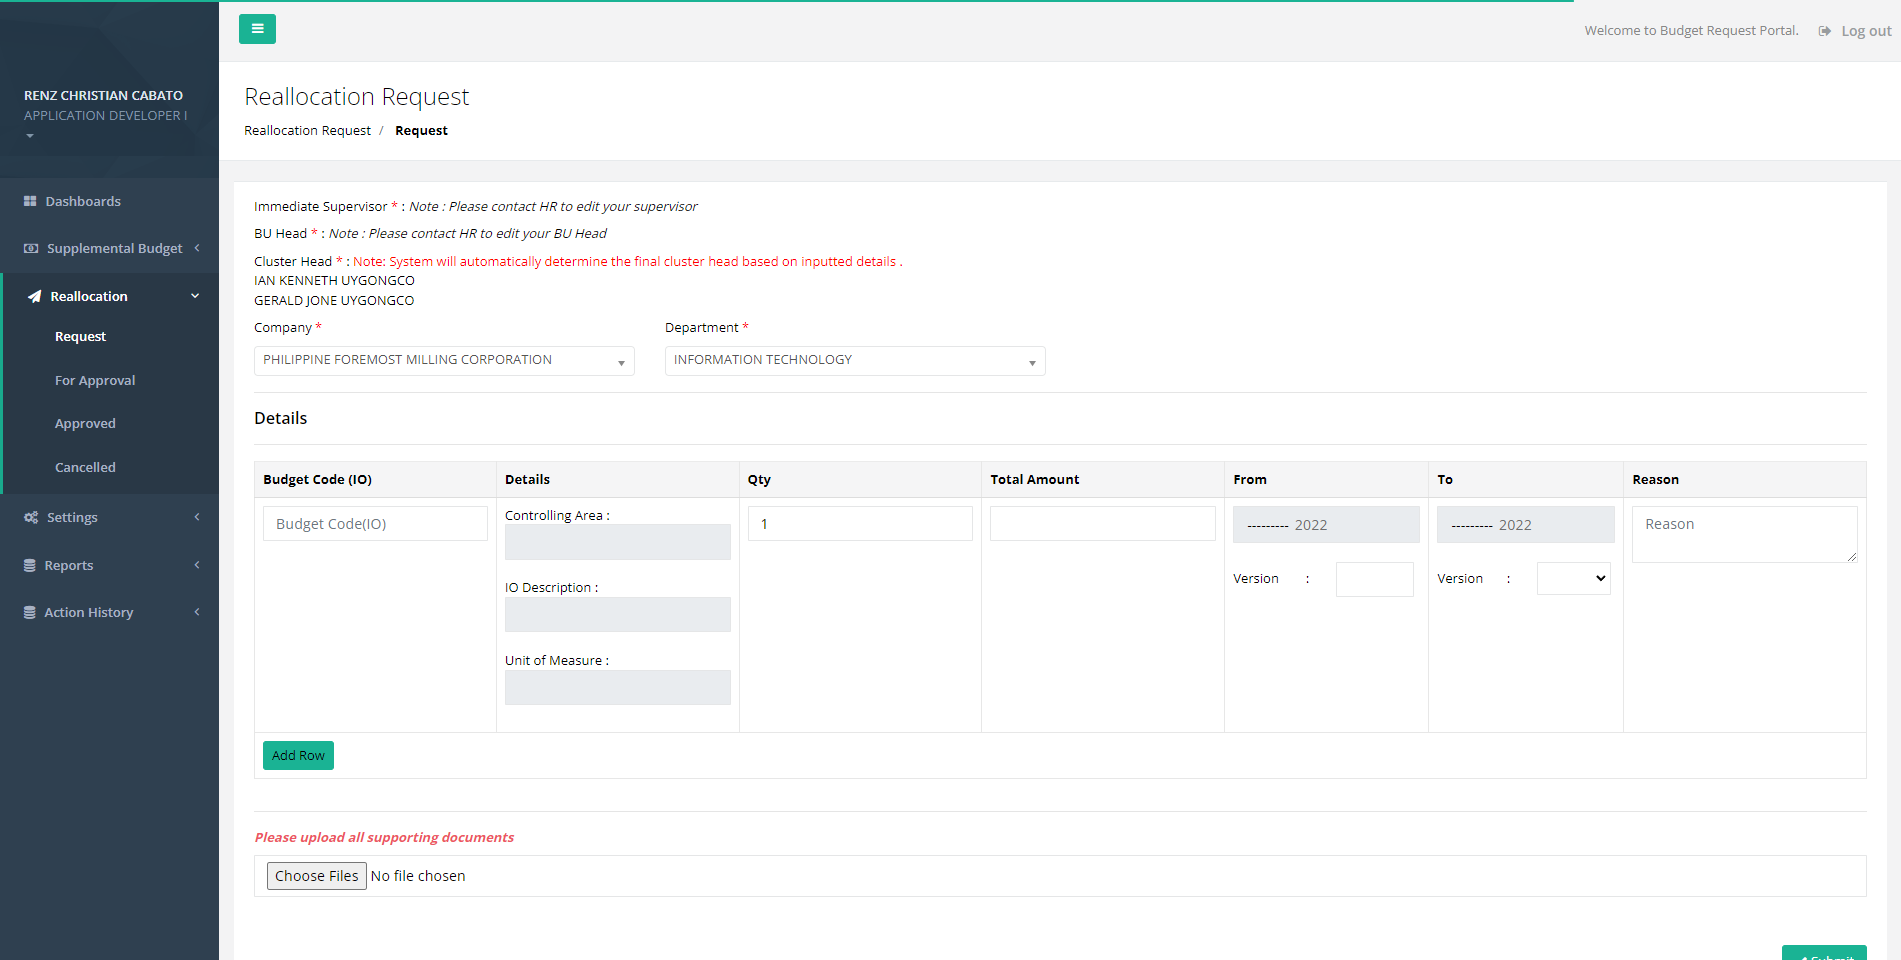 Welcome to Budget Request Portal.
Log out
RENZ CHRISTIAN CABATO
APPLICATION DEVELOPER I
Dashboards
Supplemental Budget
Reallocation
Request
For Approval
Approved
Cancelled
Settings
Reports
Action History
Reallocation Request
Reallocation Request / Request
Immediate Supervisor * : Note : Please contact HR to edit your supervisor
BU Head * : Note : Please contact HR to edit your BU Head
Cluster Head * : Note: System will automatically determine the final cluster head based on inputted details .
IAN KENNETH UYGONGCO
GERALD JONE UYGONGCO
Company * Department *
PHILIPPINE FOREMOST MILLING CORPORATION INFORMATION TECHNOLOGY
Details
Budget Code (IO) Details Qty Total Amount From To Reason
Budget Code(IO)
Controlling Area :
IO Description :
Unit of Measure :
1
--------- 2022
Version :
--------- 2022
Version :
Reason
Add Row
Please upload all supporting documents
Choose Files No file chosen
Submit